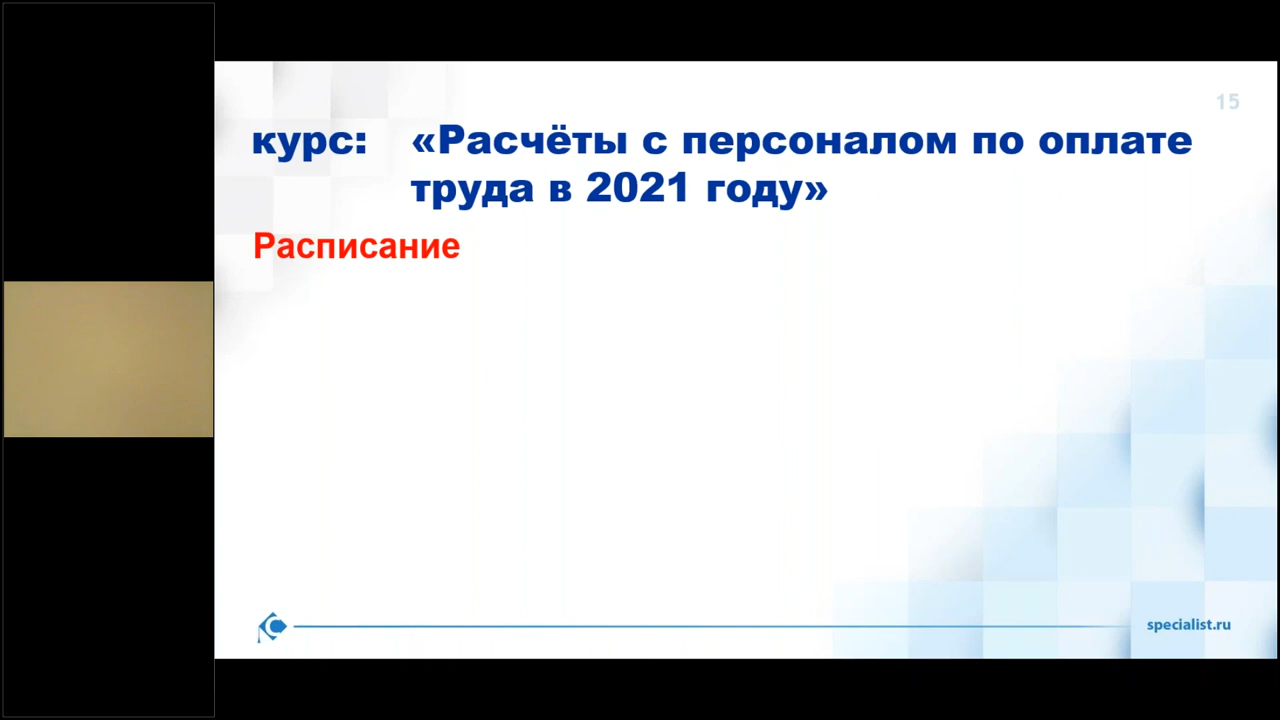 15
курс: «Расчёты с персоналом по оплате
труда в 2021 году»
Расписание
specialist.ru